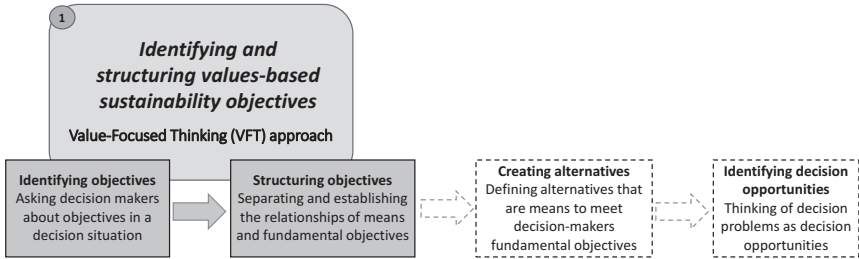 1
Identifying and
structuring values-based
sustainability objectives
Value-Focused Thinking (VFT) approach
Identifying objectives
Asking decision makers
about objectives in a
decision situation
Structuring objectives
Separating and establishing
the relationships of means
and fundamental objectives
Creating alternatives
Defining alternatives that
are means to meet
decision-makers
fundamental objectives
Identifying decision
opportunities
Thinking of decision
problems as decision
opportunities